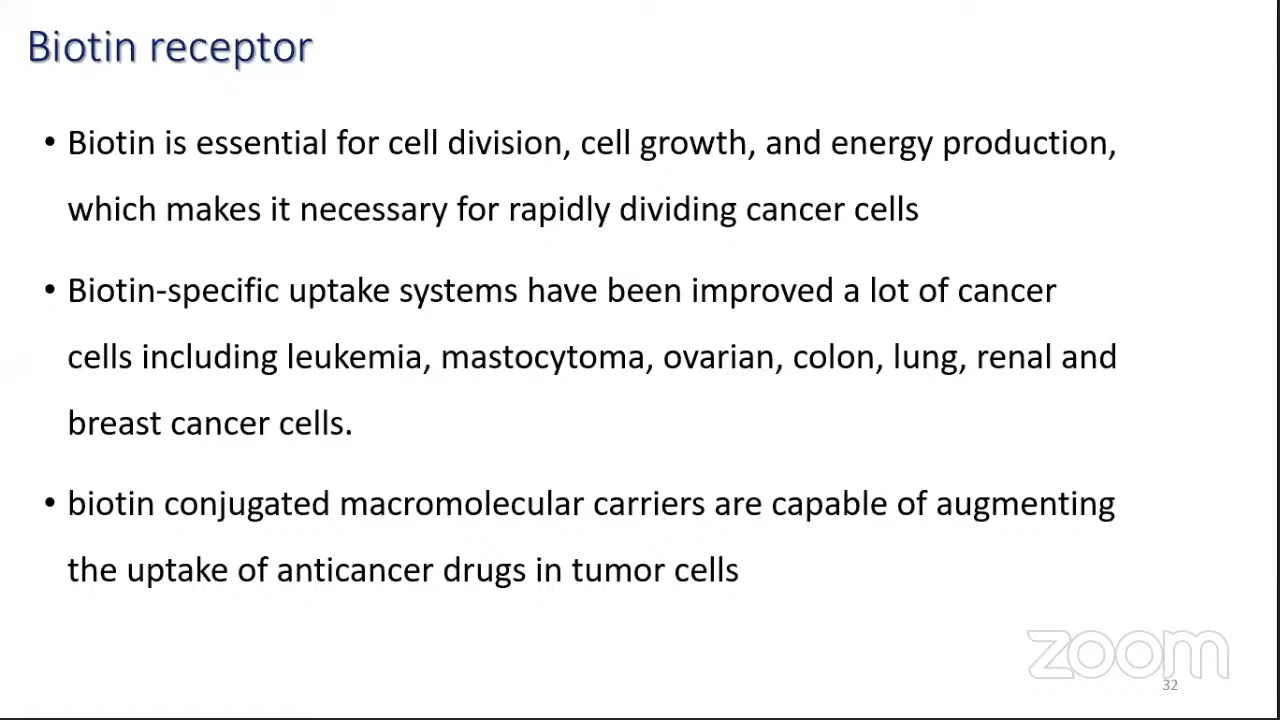 Biotin receptor
• Biotin is essential for cell division, cell growth, and energy production,
which makes it necessary for rapidly dividing cancer cells
• Biotin-specific uptake systems have been improved a lot of cancer
cells including leukemia, mastocytoma, ovarian, colon, lung, renal and
breast cancer cells.
• biotin conjugated macromolecular carriers are capable of augmenting
the uptake of anticancer drugs in tumor cells
zoom
32